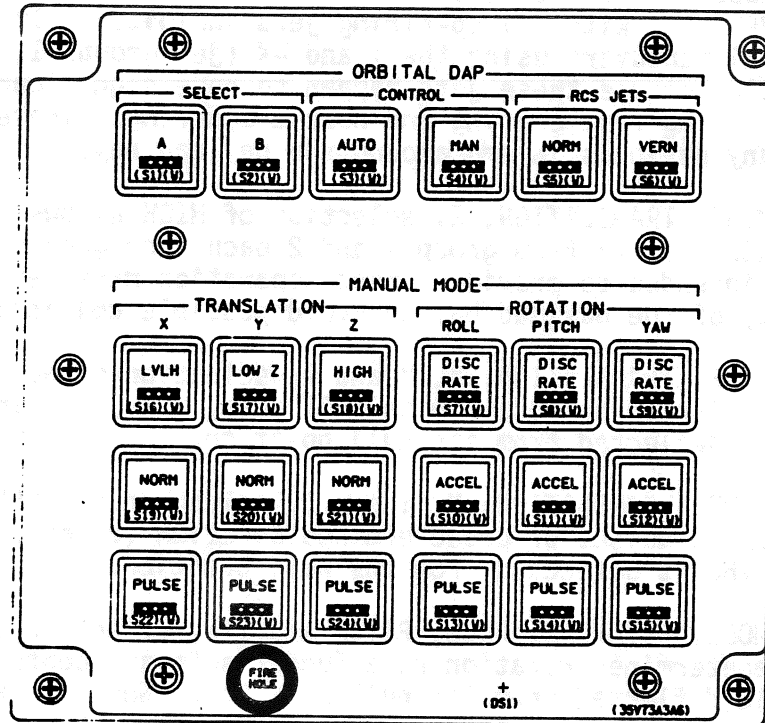 ORBITAL DAP
SELECT CONTROL RCS JETS
A B AUTO MAN NORM VERN
(S1)(W) (S2)(W) (S3)(W) (S4)(W) (S5)(W) (S6)(W)
MANUAL MODE
TRANSLATION ROTATION
X Y Z ROLL PITCH YAW
LVLH LOW Z HIGH DISC RATE DISC RATE DISC RATE
(S16)(W) (S17)(W) (S18)(W) (S7)(W) (S8)(W) (S9)(W)
NORM NORM NORM ACCEL ACCEL ACCEL
(S19)(W) (S20)(W) (S21)(W) (S10)(W) (S11)(W) (S12)(W)
PULSE PULSE PULSE PULSE PULSE PULSE
(S22)(W) (S23)(W) (S24)(W) (S13)(W) (S14)(W) (S15)(W)
FIRE HOLE
(DS1) (35V73A3A6)